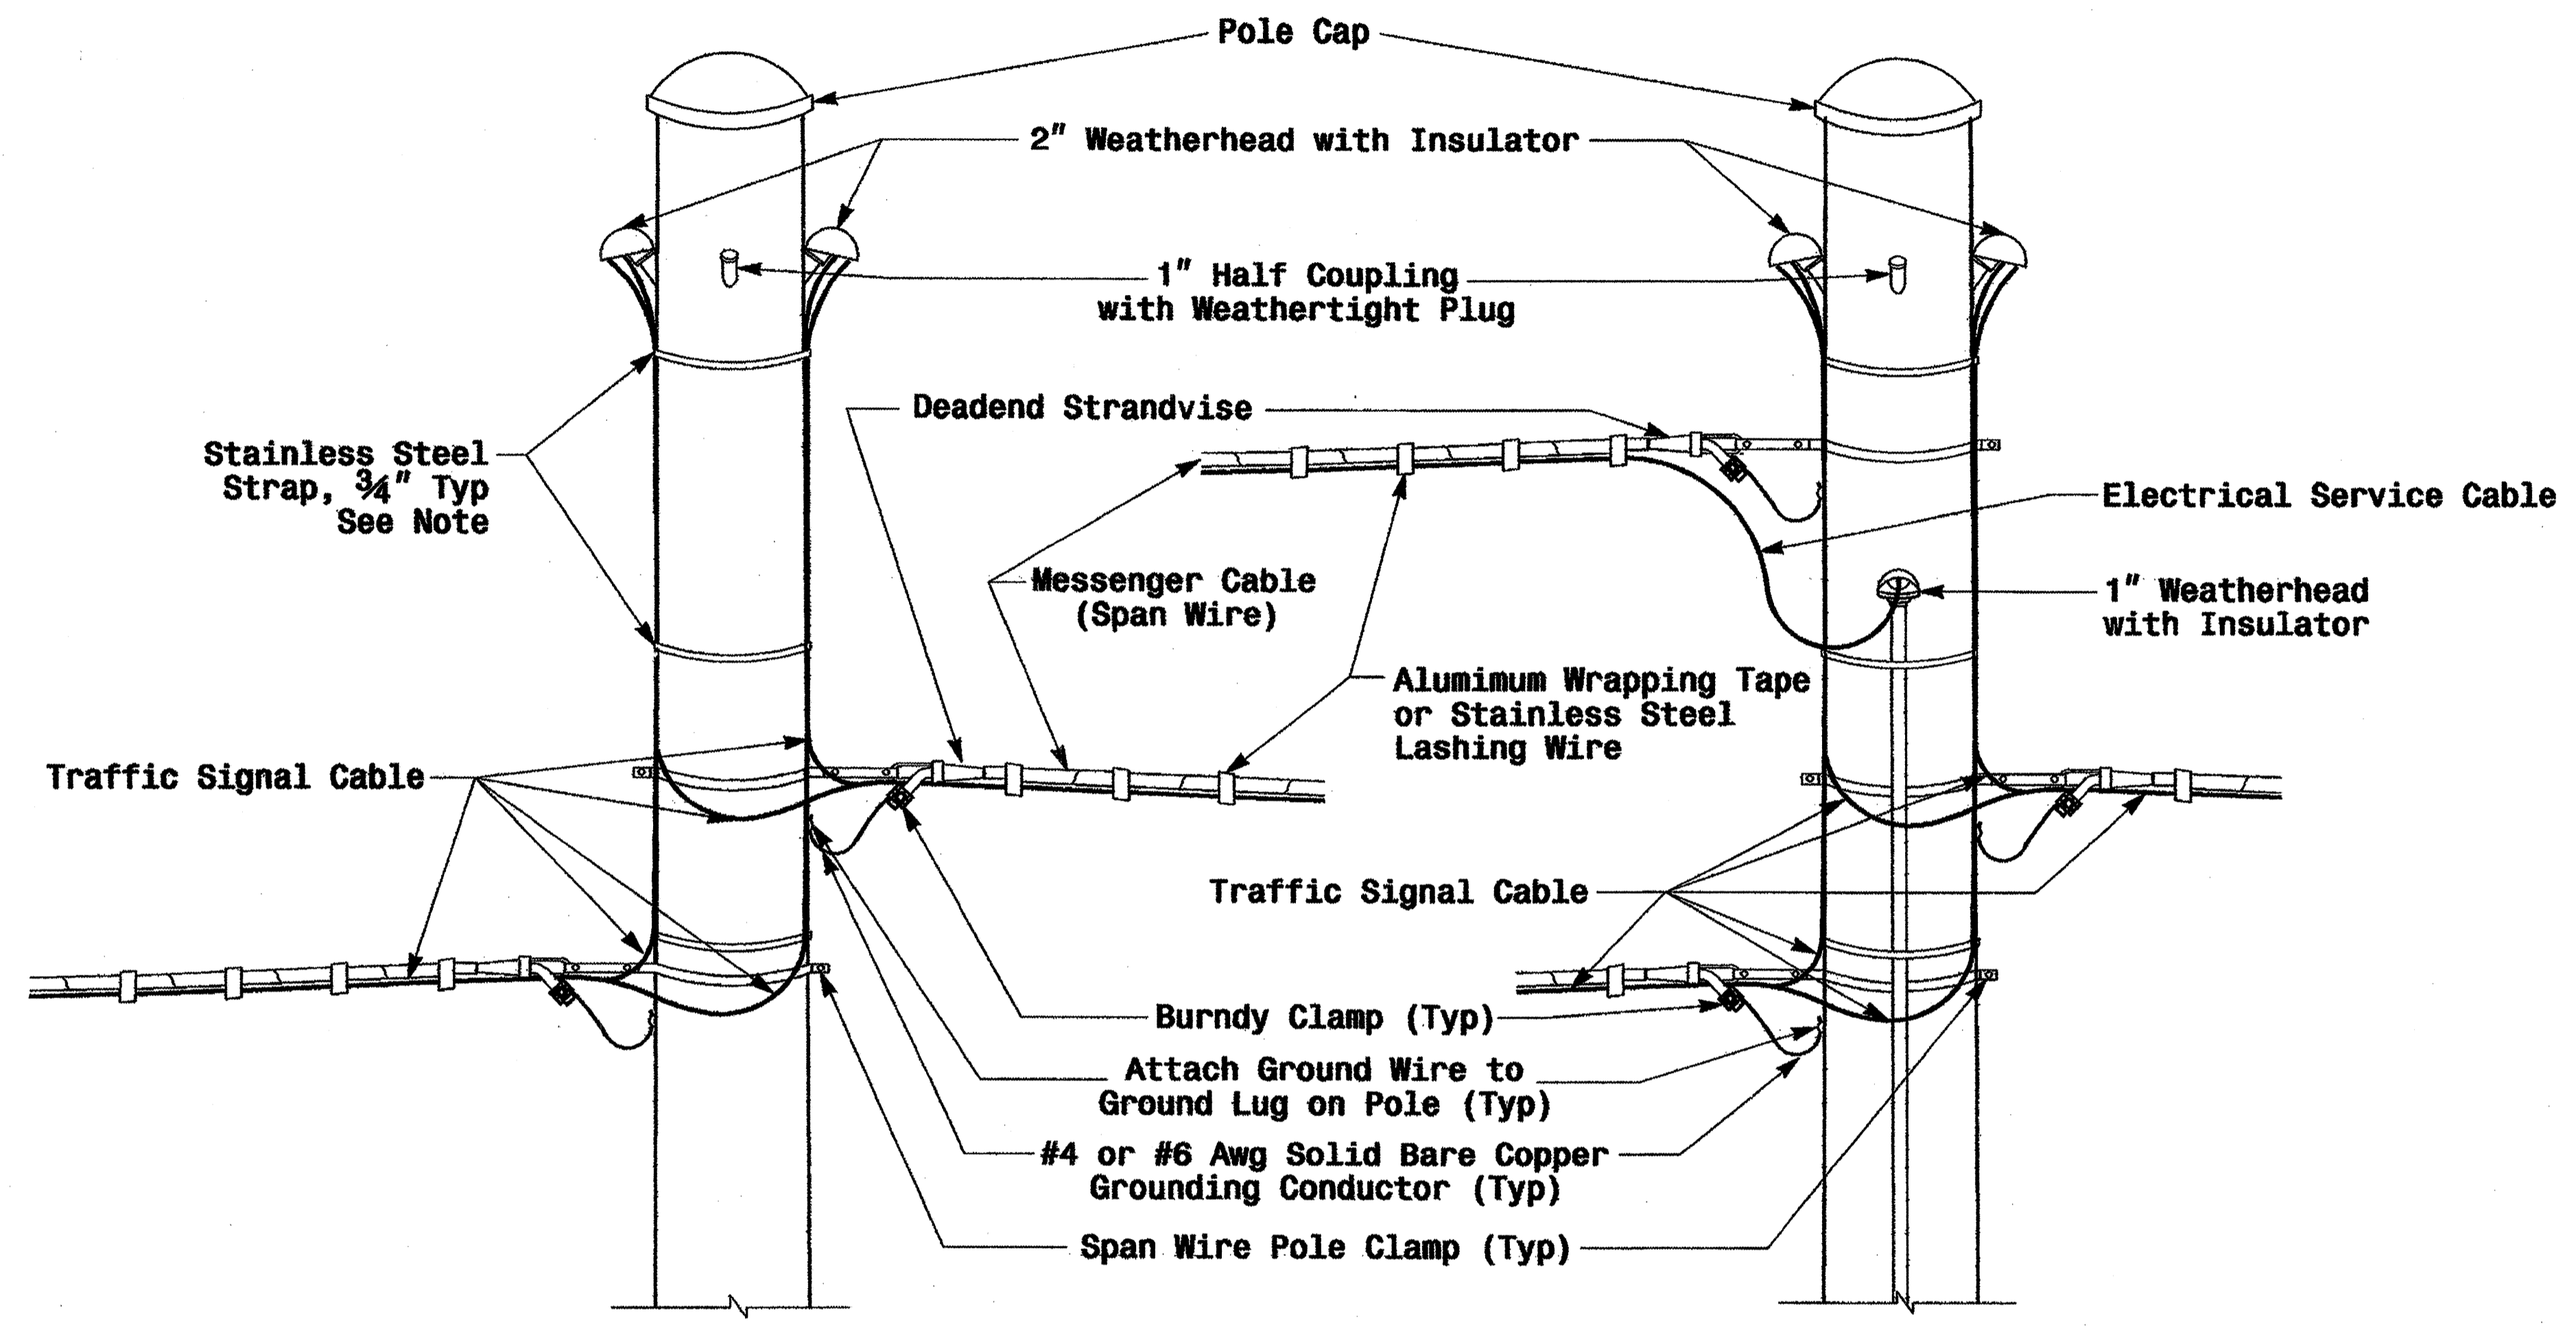 Pole Cap
2" Weatherhead with Insulator
1" Half Coupling
with Weathertight Plug
Deadend Strandvise
Stainless Steel
Strap, ¾" Typ
See Note
Electrical Service Cable
Messenger Cable
(Span Wire)
1" Weatherhead
with Insulator
Alumimum Wrapping Tape
or Stainless Steel
Lashing Wire
Traffic Signal Cable
Traffic Signal Cable
Burndy Clamp (Typ)
Attach Ground Wire to
Ground Lug on Pole (Typ)
#4 or #6 Awg Solid Bare Copper
Grounding Conductor (Typ)
Span Wire Pole Clamp (Typ)